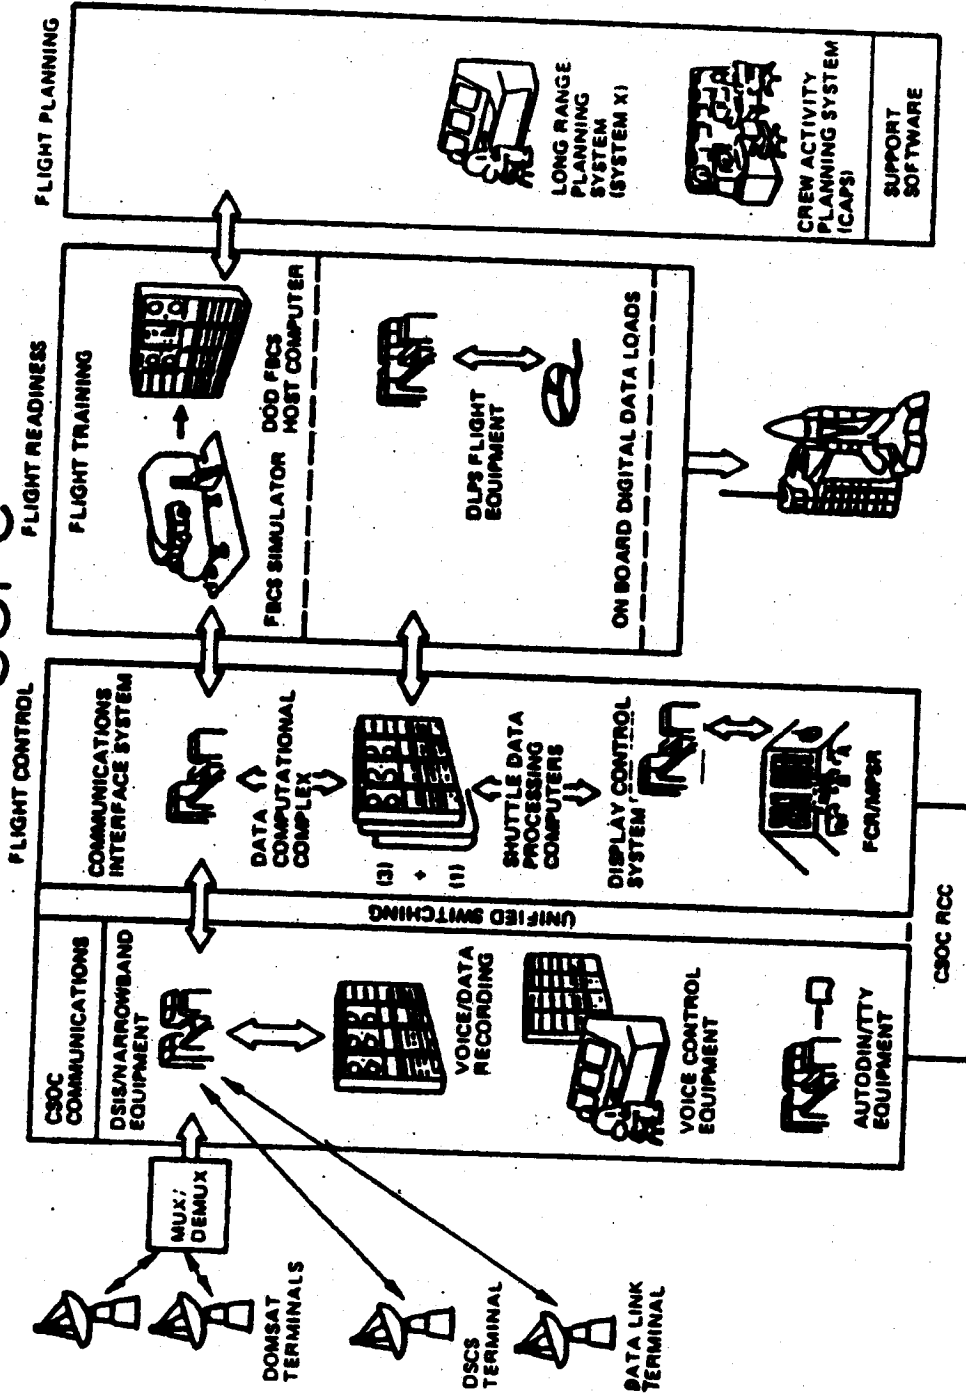 CSOC
COMMUNICATIONS
FLIGHT CONTROL
FLIGHT READINESS
FLIGHT PLANNING
DSIS/NARROWBAND
EQUIPMENT
MUX/
DEMUX
DOMSAT
TERMINALS
DSCS
TERMINAL
DATA LINK
TERMINAL
VOICE/DATA
RECORDING
VOICE CONTROL
EQUIPMENT
AUTODIN/TTY
EQUIPMENT
UNIFIED SWITCHING
COMMUNICATIONS
INTERFACE SYSTEM
DATA
COMPUTATIONAL
COMPLEX
(3)
+
(1)
SHUTTLE DATA
PROCESSING
COMPUTERS
DISPLAY CONTROL
SYSTEM
FCR/MPSR
CSOC RCC
FLIGHT TRAINING
FBCS SIMULATOR
DOD FBCS
HOST COMPUTER
DLPS FLIGHT
EQUIPMENT
ON BOARD DIGITAL DATA LOADS
LONG RANGE
PLANNING
SYSTEM
(SYSTEM X)
CREW ACTIVITY
PLANNING SYSTEM
(CAPS)
SUPPORT
SOFTWARE